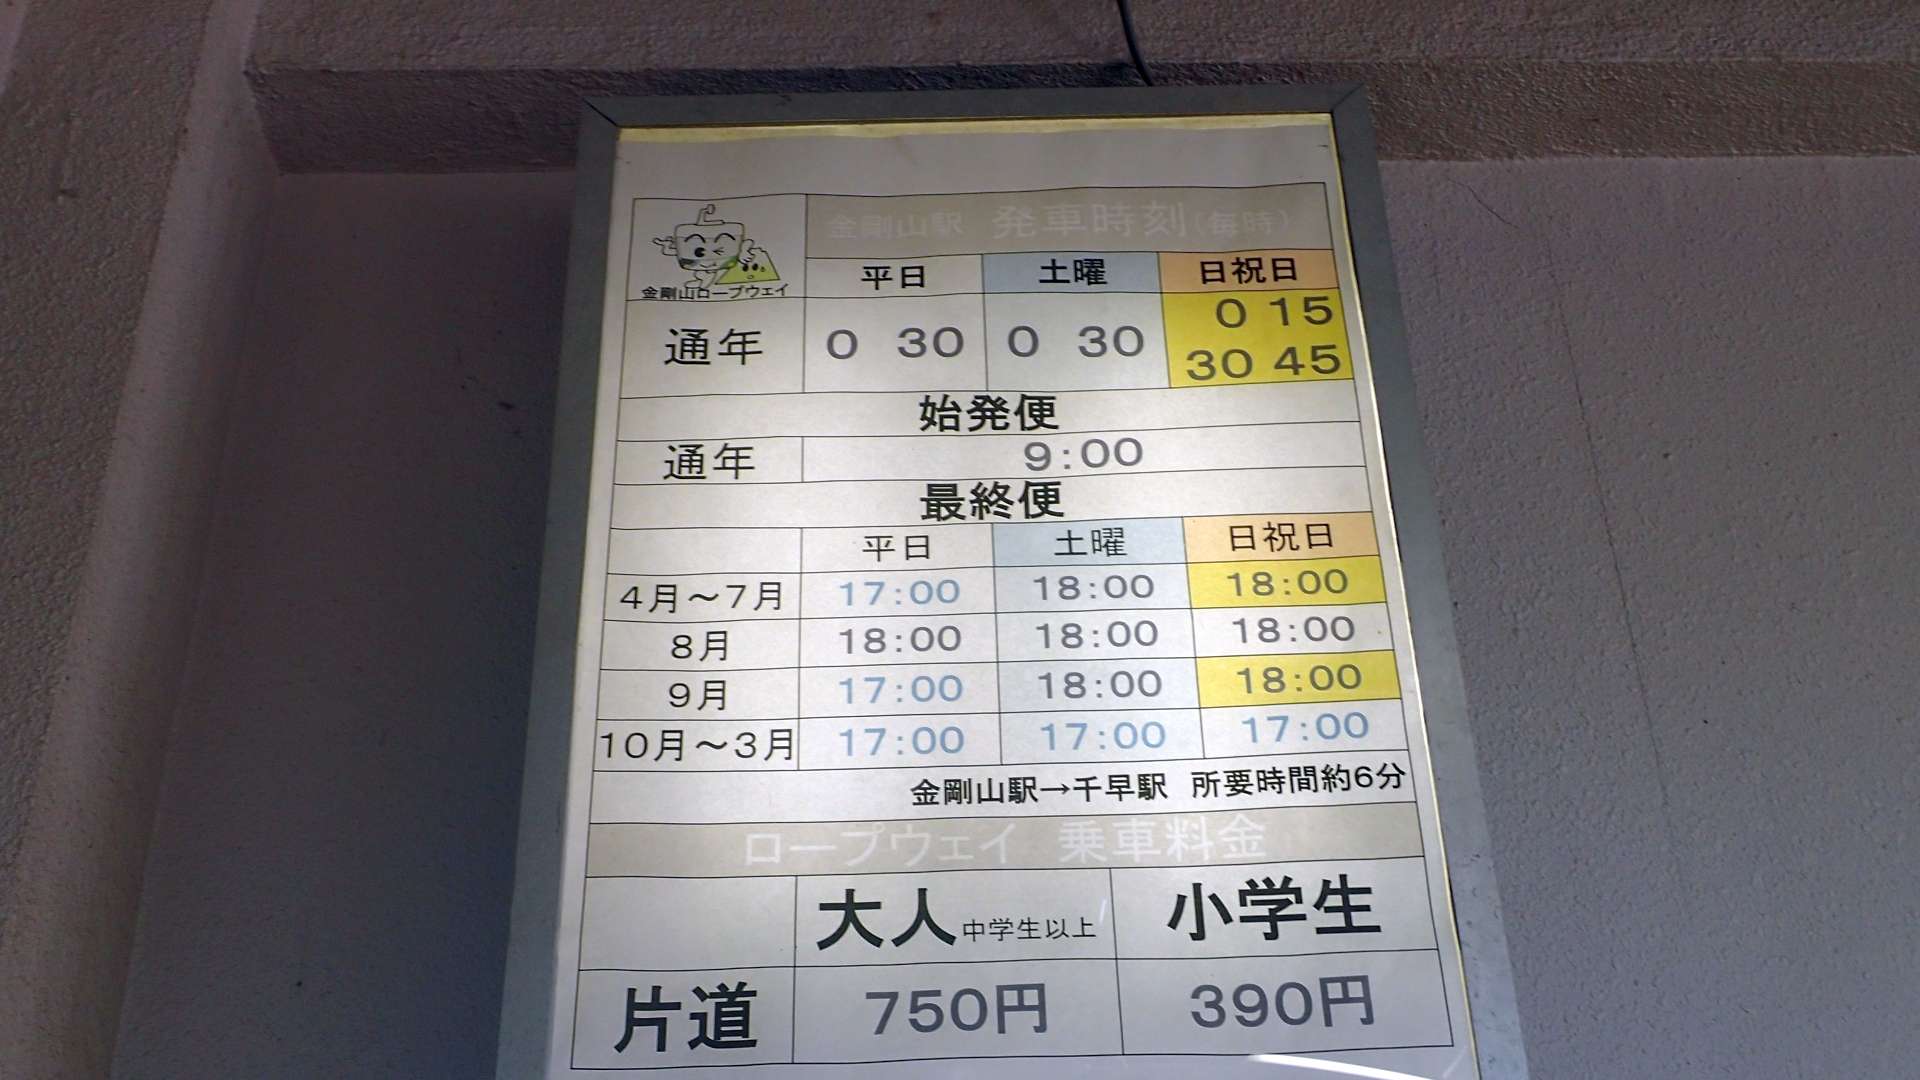 金剛山ロープウェイ
金剛山駅 発車時刻(毎時)
平日 土曜 日祝日
通年 0 30 0 30 0 15
30 45
始発便
通年 9:00
最終便
平日 土曜 日祝日
4月～7月 17:00 18:00 18:00
8月 18:00 18:00 18:00
9月 17:00 18:00 18:00
10月～3月 17:00 17:00 17:00
金剛山駅→千早駅 所要時間約6分
ロープウェイ 乗車料金
大人 中学生以上 小学生
片道 750円 390円